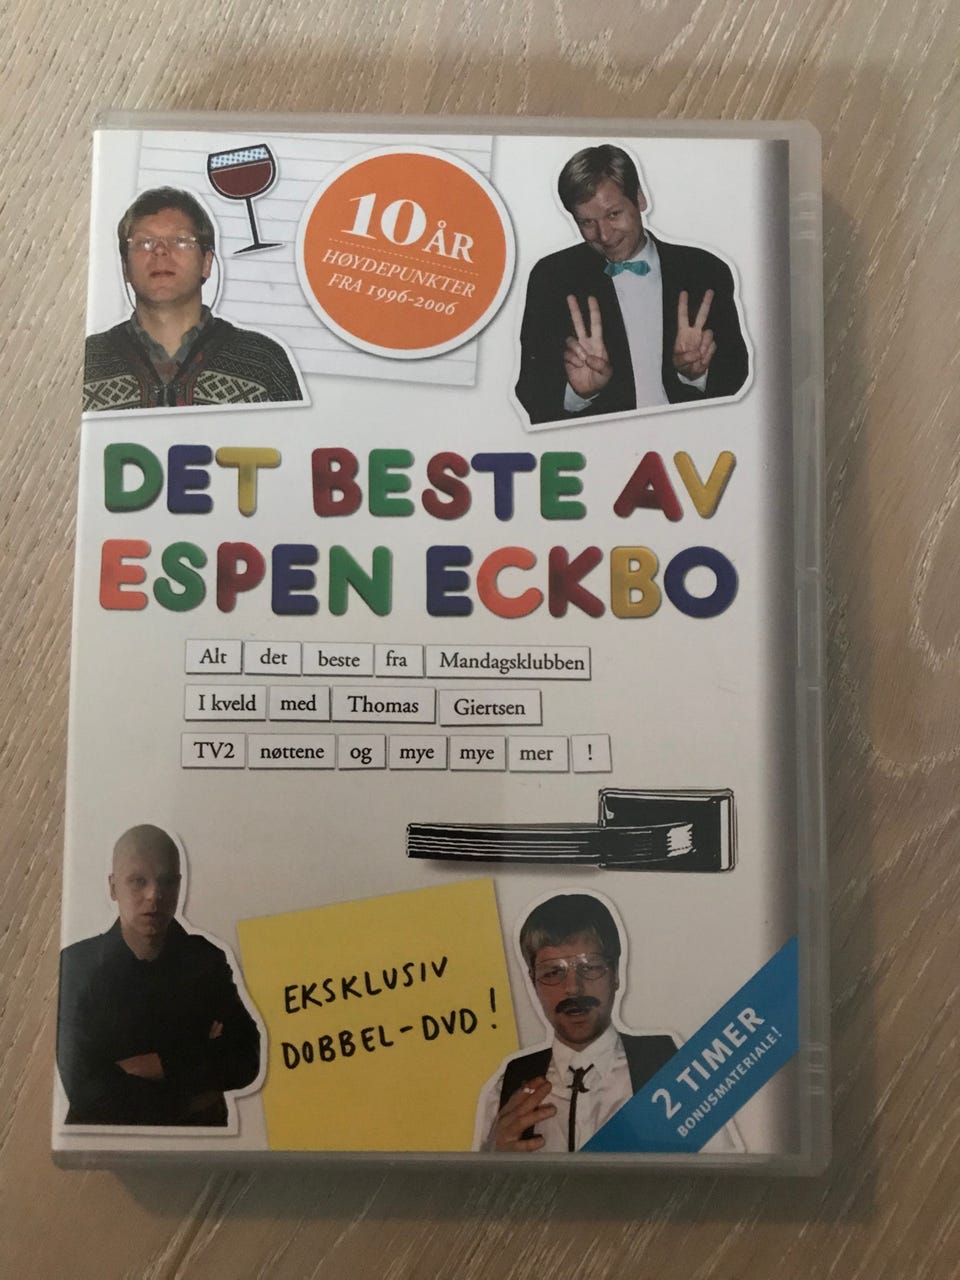 10 ÅR
HØYDEPUNKTER
FRA 1996-2006
DET BESTE AV
ESPEN ECKBO
Alt det beste fra Mandagsklubben
I kveld med Thomas Giertsen
TV2 nøttene og mye mye mer !
EKSKLUSIV
DOBBEL-DVD!
2 TIMER
BONUSMATERIALE!